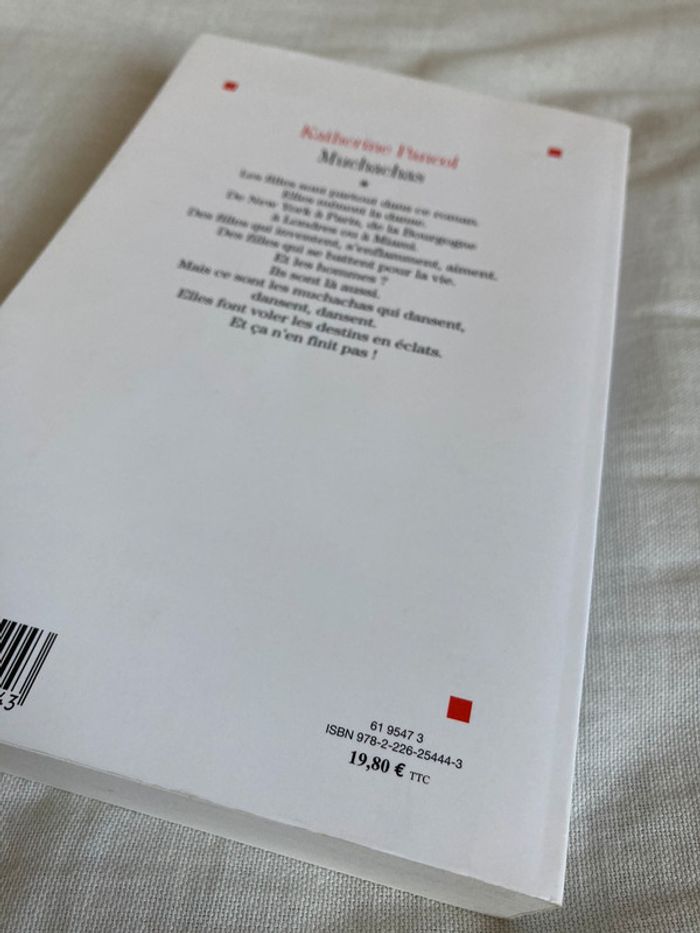 Katherine Pancol
Muchachas
*
Les filles sont partout dans ce roman.
Elles mènent la danse.
De New York à Paris, de la Bourgogne
à Londres ou à Miami.
Des filles qui inventent, s'enflamment, aiment.
Des filles qui se battent pour la vie.
Et les hommes ?
Ils sont là aussi.
Mais ce sont les muchachas qui dansent,
dansent, dansent.
Elles font voler les destins en éclats.
Et ça n'en finit pas !
43
61 9547 3
ISBN 978-2-226-25444-3
19,80 € TTC